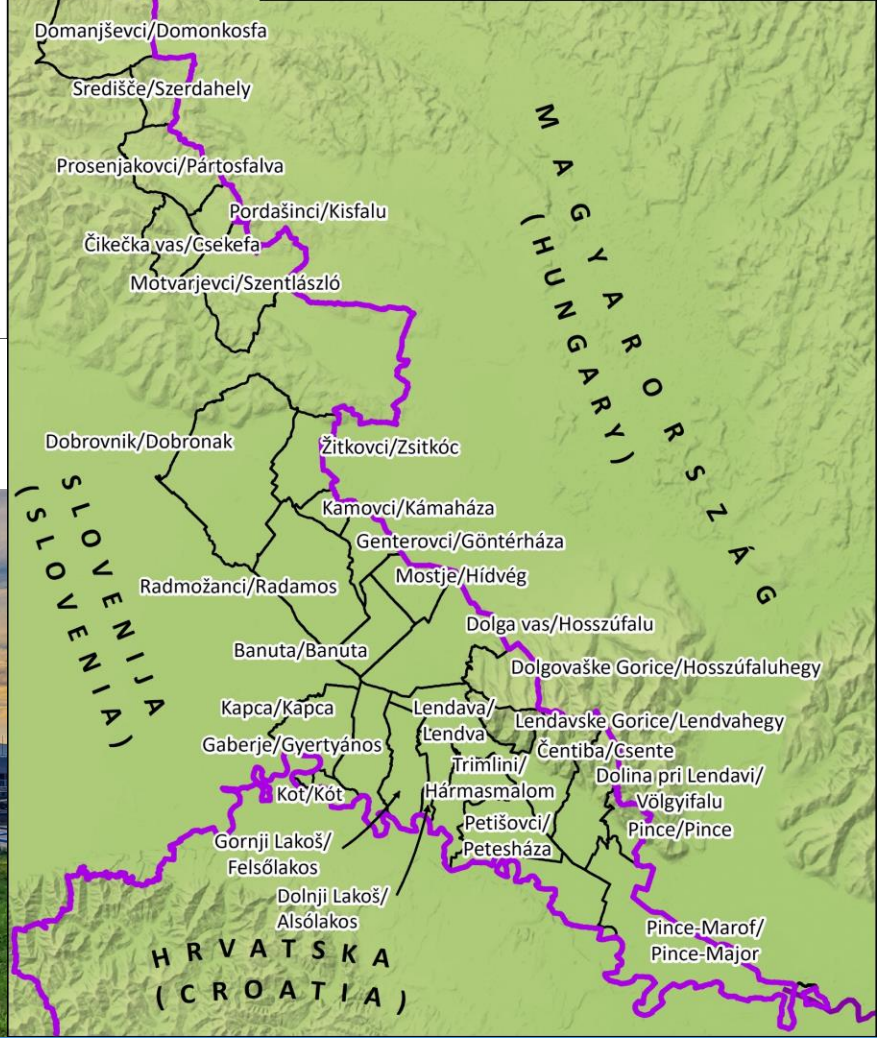 Domanjševci/Domonkosfa
Središče/Szerdahely
Prosenjakovci/Pártosfalva
Pordašinci/Kisfalu
Čikečka vas/Csekefa
Motvarjevci/Szentlászló
MAGYARORSZÁG
(HUNGARY)
Dobrovnik/Dobronak
Žitkovci/Zsitkóc
SLOVENIJA
(SLOVENIA)
Kamovci/Kámaháza
Genterovci/Göntérháza
Mostje/Hídvég
Radmožanci/Radamos
Dolga vas/Hosszúfalu
Banuta/Banuta
Dolgovaške Gorice/Hosszúfaluhegy
Kapca/Kapca
Lendava/
Lendva
Lendavske Gorice/Lendvahegy
Gaberje/Gyertyános
Čentiba/Csente
Trimlini/
Hármasmalom
Dolina pri Lendavi/
Völgyifalu
Kot/Kót
Petišovci/
Petesháza
Pince/Pince
Gornji Lakoš/
Felsőlakos
Dolnji Lakoš/
Alsólakos
Pince-Marof/
Pince-Major
HRVATSKA
(CROATIA)